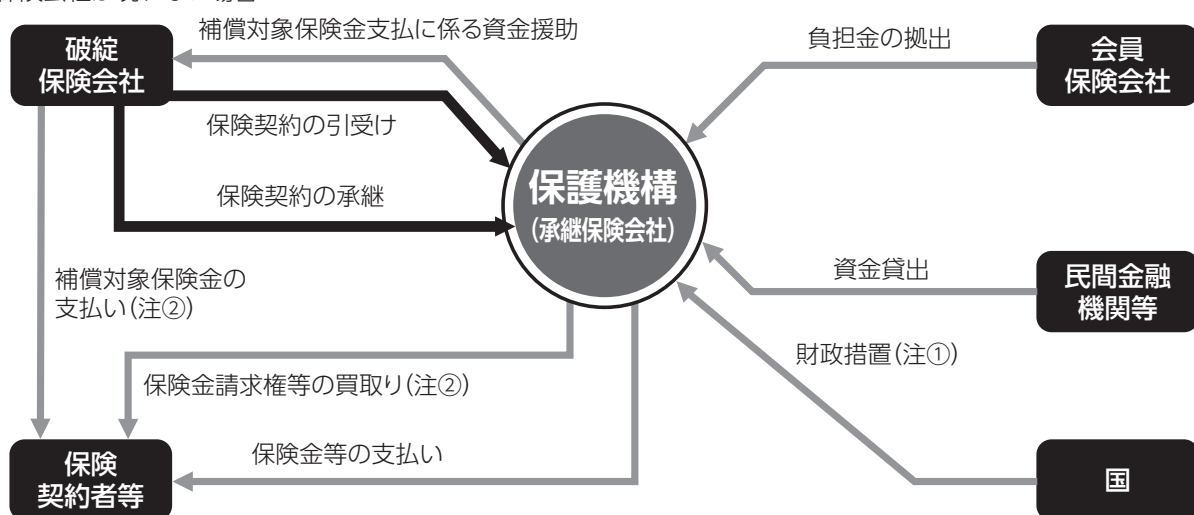 破綻
保険会社
補償対象保険金支払に係る資金援助
負担金の拠出
会員
保険会社
保険契約の引受け
保護機構
(承継保険会社)
保険契約の承継
補償対象保険金の
支払い(注②)
資金貸出
民間金融
機関等
財政措置(注①)
保険金請求権等の買取り(注②)
保険金等の支払い
保険
契約者等
国